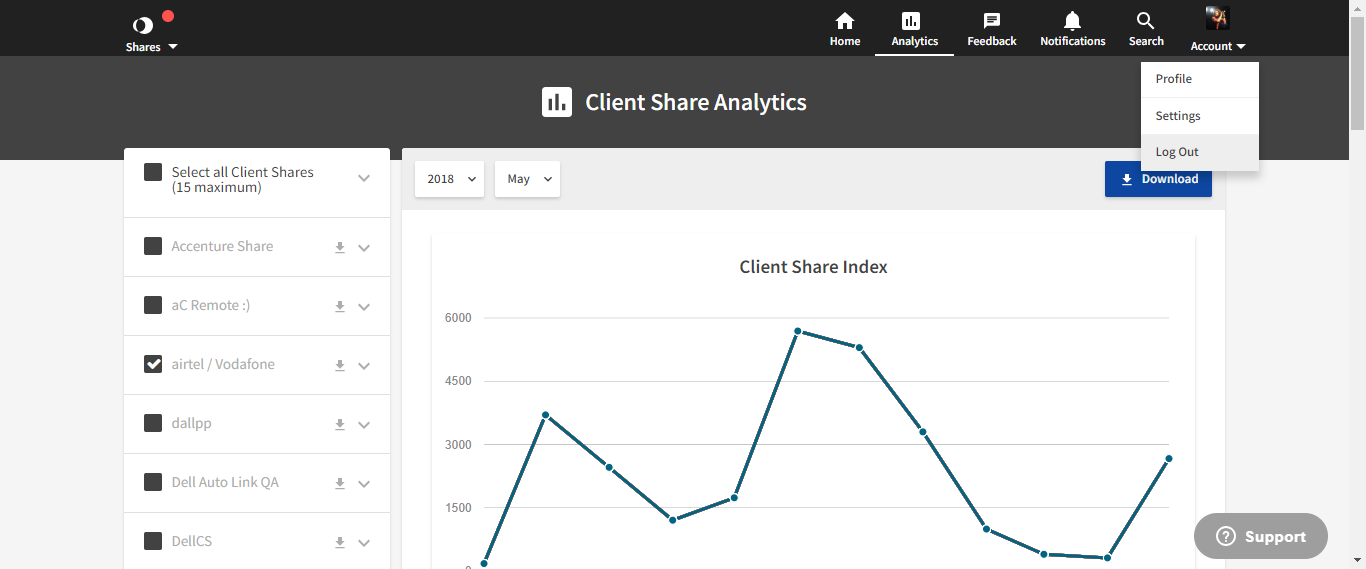 Shares
Home
Analytics
Feedback
Notifications
Search
Account
Profile
Settings
Log Out
Client Share Analytics
Select all Client Shares
(15 maximum)
Accenture Share
aC Remote :)
airtel / Vodafone
dallpp
Dell Auto Link QA
DellCS
2018
May
Download
Client Share Index
6000
4500
3000
1500
0
? Support